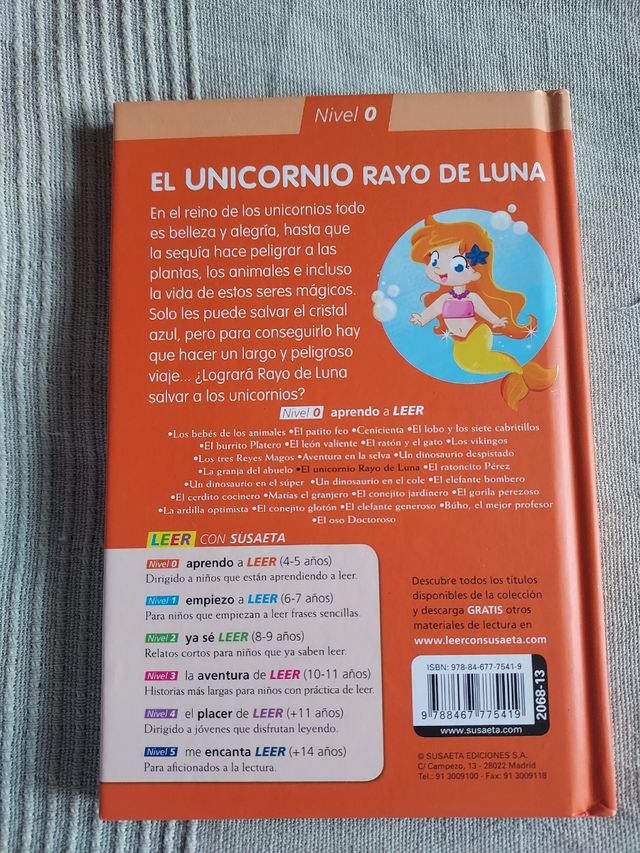 Nivel 0
EL UNICORNIO RAYO DE LUNA
En el reino de los unicornios todo
es belleza y alegría, hasta que
la sequía hace peligrar a las
plantas, los animales e incluso
la vida de estos seres mágicos.
Solo les puede salvar el cristal
azul, pero para conseguirlo hay
que hacer un largo y peligroso
viaje... ¿Logrará Rayo de Luna
salvar a los unicornios?
Nivel 0 aprendo a LEER
•Los bebés de los animales •El patito feo •Cenicienta •El lobo y los siete cabritillos
•El burrito Platero •El león valiente •El ratón y el gato •Los vikingos
•Los tres Reyes Magos •Aventura en la selva •Un dinosaurio despistado
•La granja del abuelo •El unicornio Rayo de Luna •El ratoncito Pérez
•Un dinosaurio en el súper •Un dinosaurio en el cole •El elefante bombero
•El cerdito cocinero •Matías el granjero •El conejito jardinero •El gorila perezoso
•La ardilla optimista •El conejito glotón •El elefante generoso •Búho, el mejor profesor
•El oso Doctoroso
LEER CON SUSAETA
Nivel 0 aprendo a LEER (4-5 años)
Dirigido a niños que están aprendiendo a leer.
Nivel 1 empiezo a LEER (6-7 años)
Para niños que empiezan a leer frases sencillas.
Nivel 2 ya sé LEER (8-9 años)
Relatos cortos para niños que ya saben leer.
Nivel 3 la aventura de LEER (10-11 años)
Historias más largas para niños con práctica de leer.
Nivel 4 el placer de LEER (+11 años)
Dirigido a jóvenes que disfrutan leyendo.
Nivel 5 me encanta LEER (+14 años)
Para aficionados a la lectura.
Descubre todos los títulos
disponibles de la colección
y descarga GRATIS otros
materiales de lectura en
www.leerconsusaeta.com
ISBN: 978-84-677-7541-9
9 788467 775419
2068-13
www.susaeta.com
© SUSAETA EDICIONES S.A.
C/ Campezo, 13 - 28022 Madrid
Tel.: 91 3009100 - Fax: 91 3009118